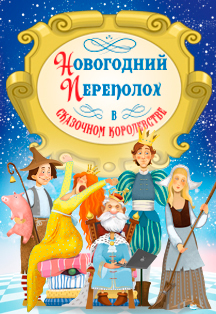 Новогодний
Переполох
в
сказочном королевстве